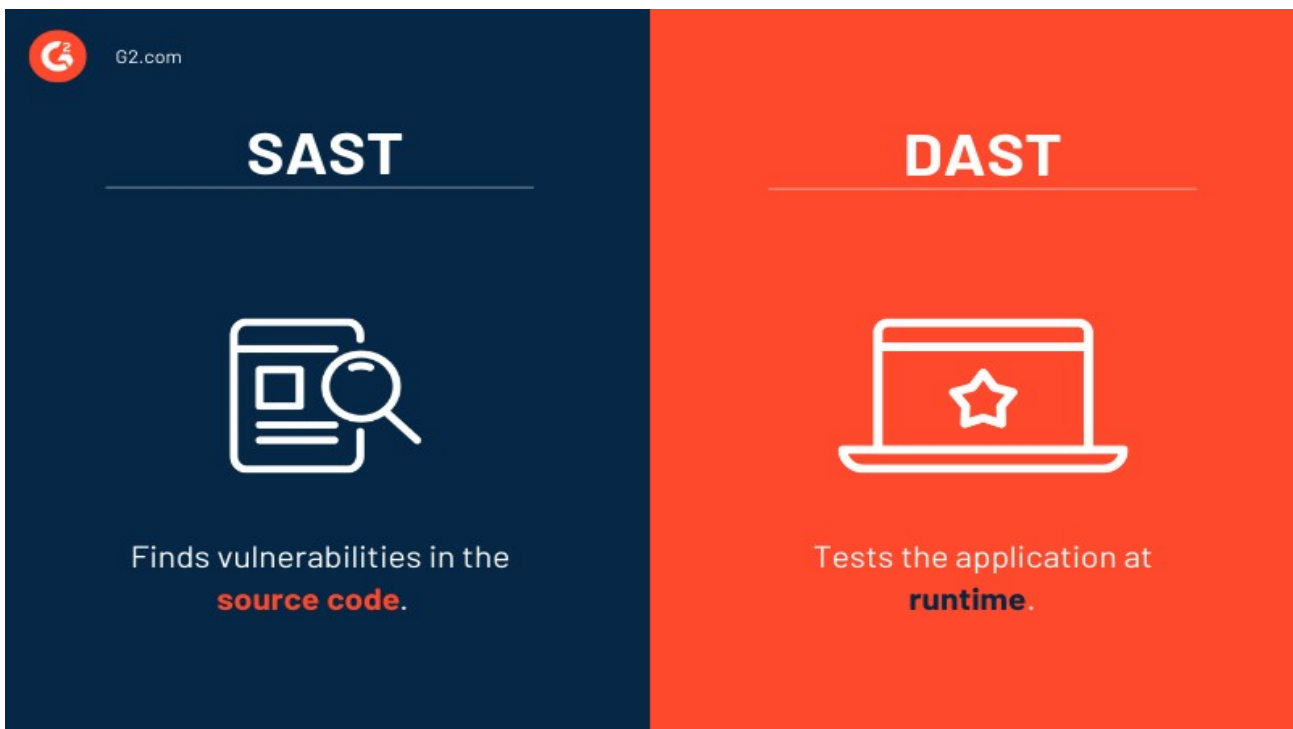 G2.com
SAST
Finds vulnerabilities in the
source code.
DAST
Tests the application at
runtime.